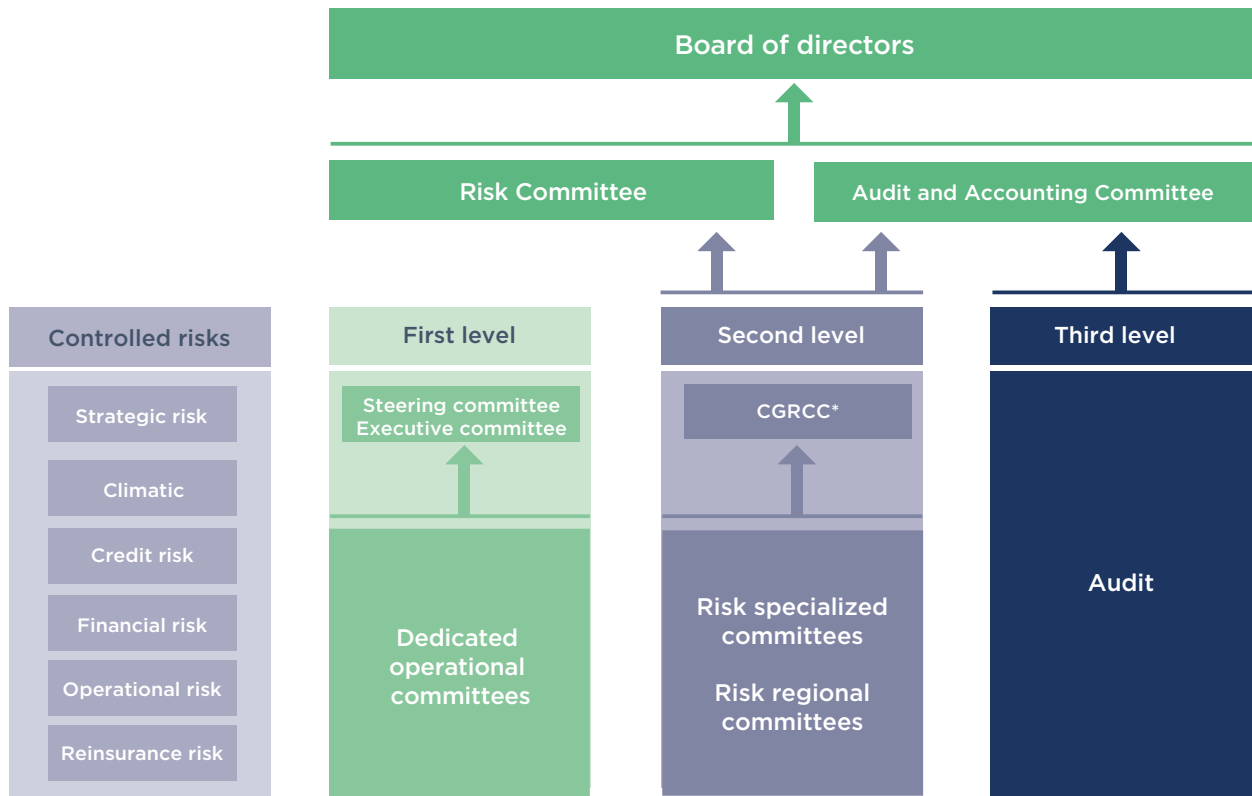 Board of directors
Risk Committee
Audit and Accounting Committee
Controlled risks
Strategic risk
Climatic
Credit risk
Financial risk
Operational risk
Reinsurance risk
First level
Steering committee
Executive committee
Dedicated
operational
committees
Second level
CGRCC*
Risk specialized
committees
Risk regional
committees
Third level
Audit